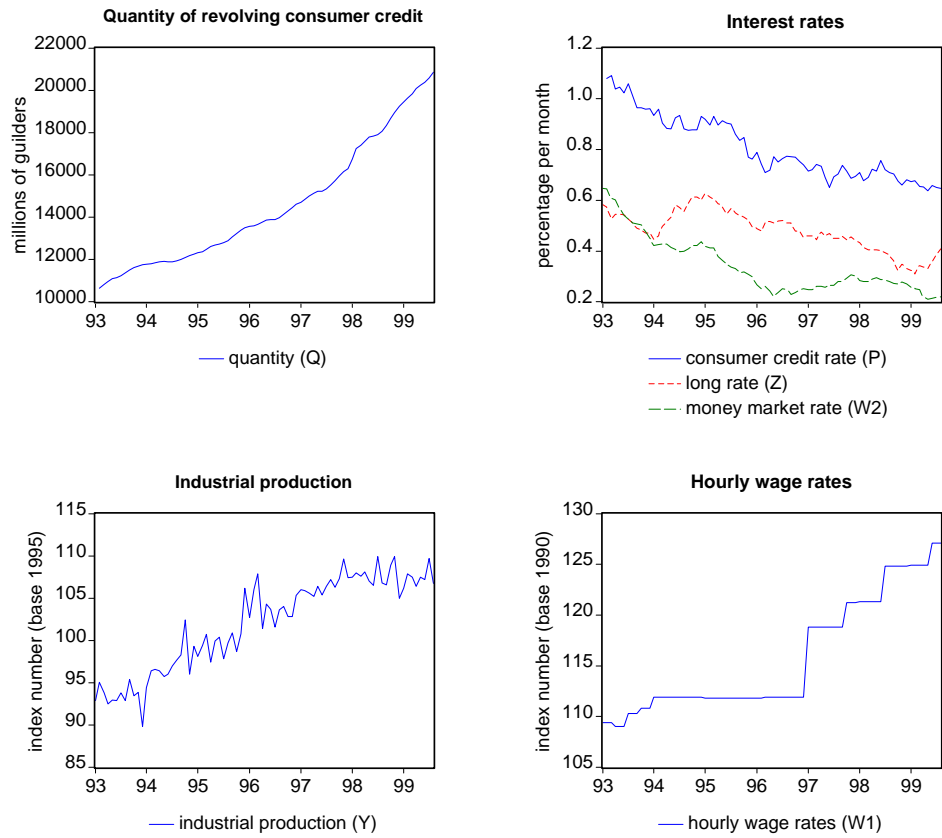 Quantity of revolving consumer credit
22000
20000
18000
16000
14000
12000
10000
millions of guilders
93 94 95 96 97 98 99
quantity (Q)
Interest rates
1.2
1.0
0.8
0.6
0.4
0.2
percentage per month
93 94 95 96 97 98 99
consumer credit rate (P)
long rate (Z)
money market rate (W2)
Industrial production
115
110
105
100
95
90
85
index number (base 1995)
93 94 95 96 97 98 99
industrial production (Y)
Hourly wage rates
130
125
120
115
110
105
index number (base 1990)
93 94 95 96 97 98 99
hourly wage rates (W1)